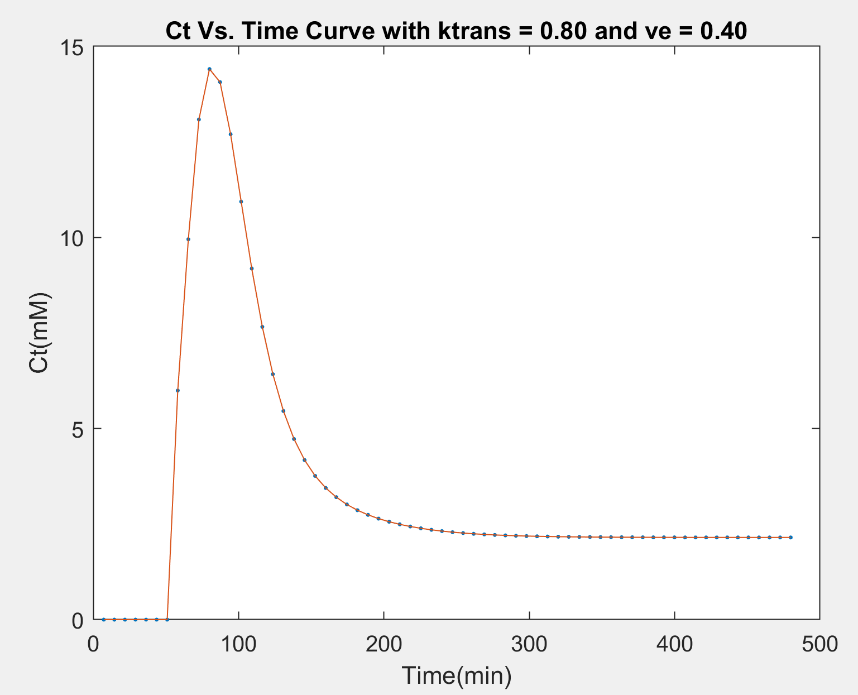 Ct Vs. Time Curve with ktrans = 0.80 and ve = 0.40
15
10
5
0
Ct(mM)
0 100 200 300 400 500
Time(min)